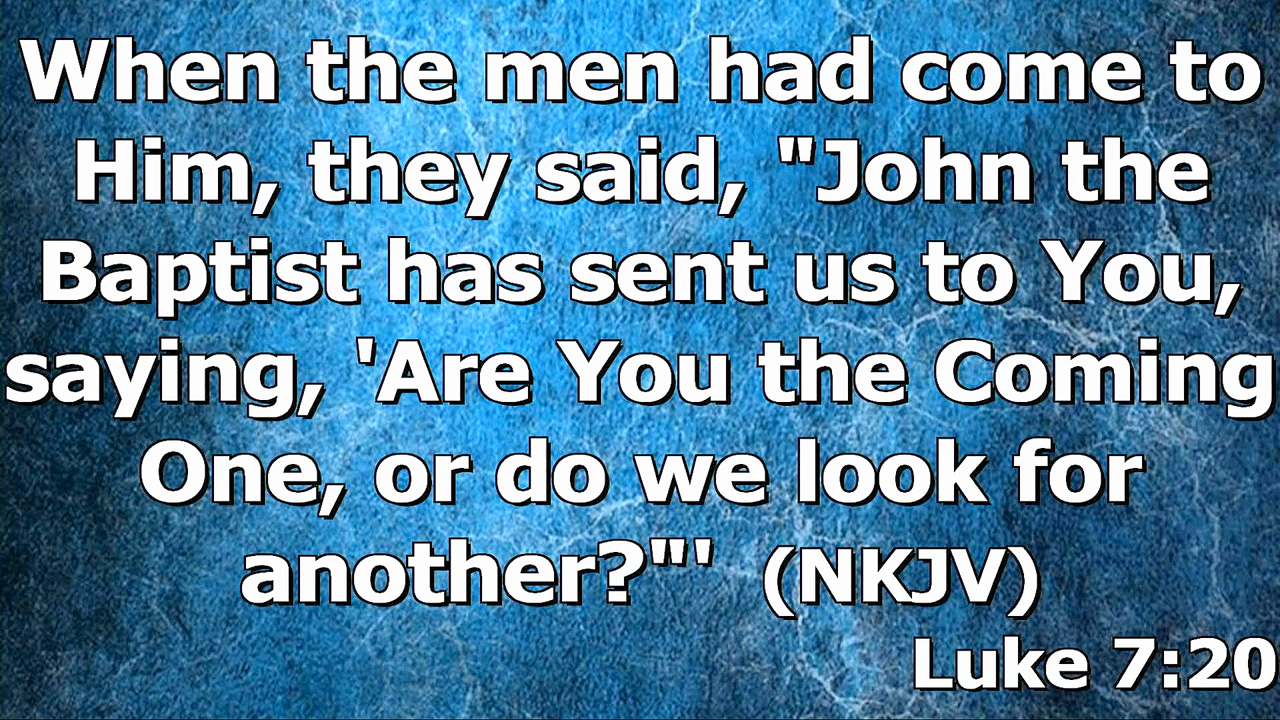 When the men had come to
Him, they said, "John the
Baptist has sent us to You,
saying, 'Are You the Coming
One, or do we look for
another?"' (NKJV)
Luke 7:20